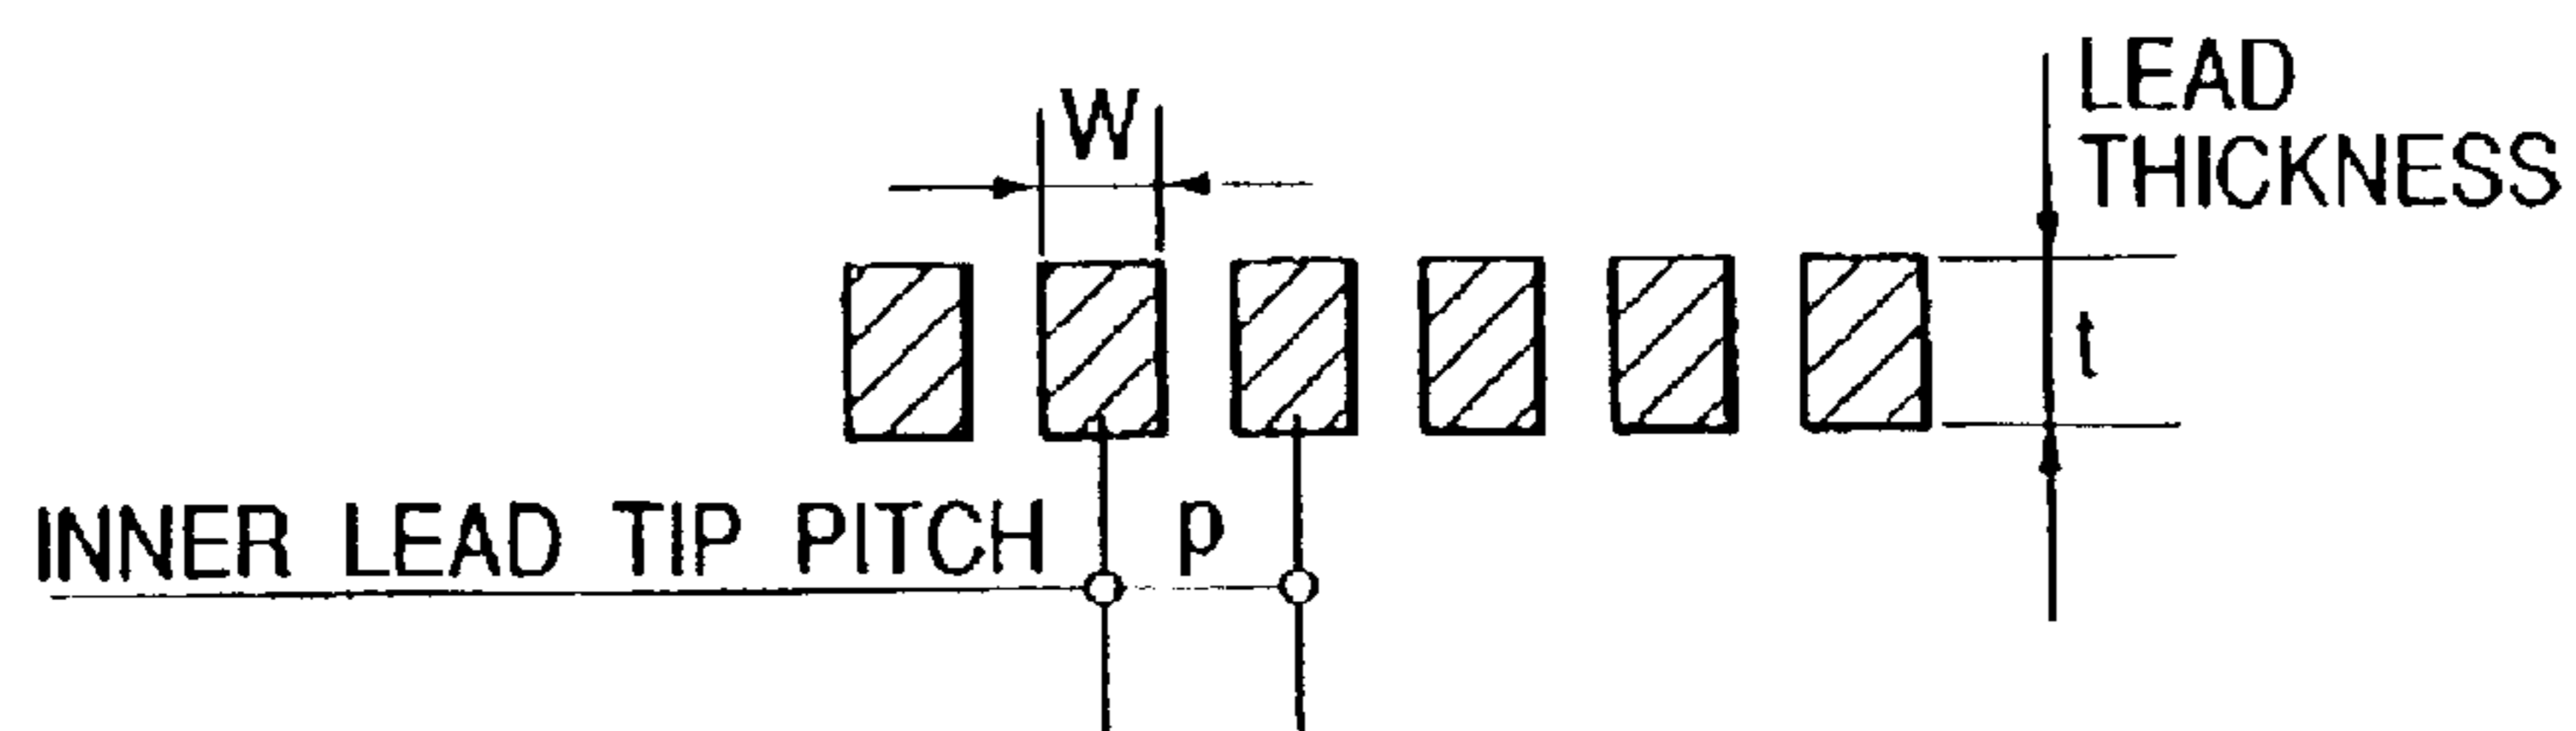 W
LEAD
THICKNESS
t
INNER LEAD TIP PITCH p